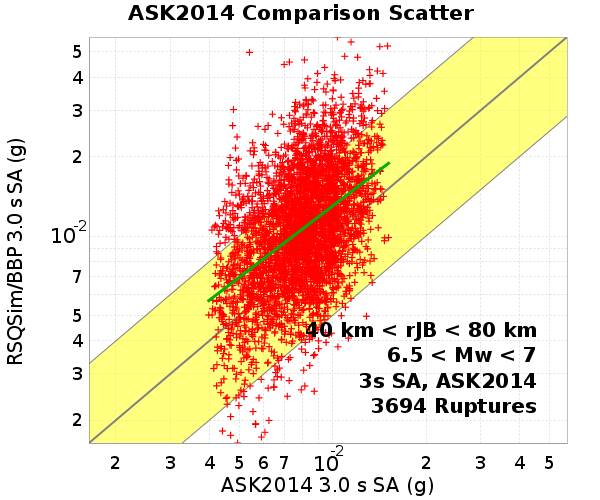 ASK2014 Comparison Scatter
RSQSim/BBP 3.0 s SA (g)
5
4
3
2
10-2
7
5
4
3
2
40 km < rJB < 80 km
6.5 < Mw < 7
3s SA, ASK2014
3694 Ruptures
2 3 4 5 6 7 10-2 2 3 4 5
ASK2014 3.0 s SA (g)